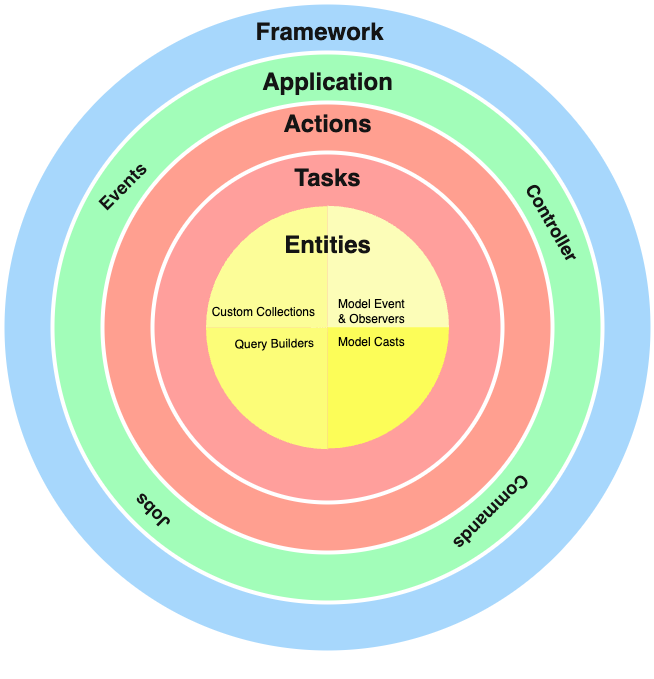 Framework
Application
Actions
Events
Tasks
Controller
Entities
Custom Collections
Model Event
& Observers
Query Builders
Model Casts
Jobs
Commands